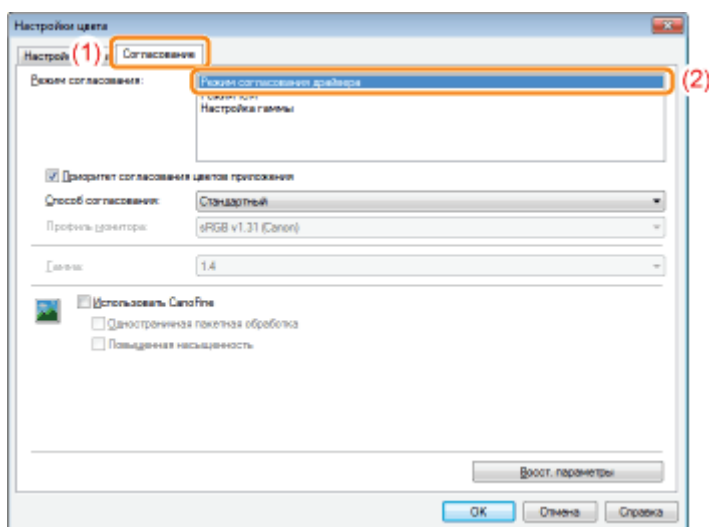 Настройки цвета
(1)
Согласование
Режим согласования:
Режим согласования драйвера
(2)
Настройка гаммы
Приоритет согласования цветов приложения
Способ согласования:
Стандартный
Профиль монитора:
sRGB v1.31 (Canon)
Гамма:
1.4
Использовать CanoFine
Одностраничная пакетная обработка
Повышенная насыщенность
Восст. параметры
OK
Отмена
Справка